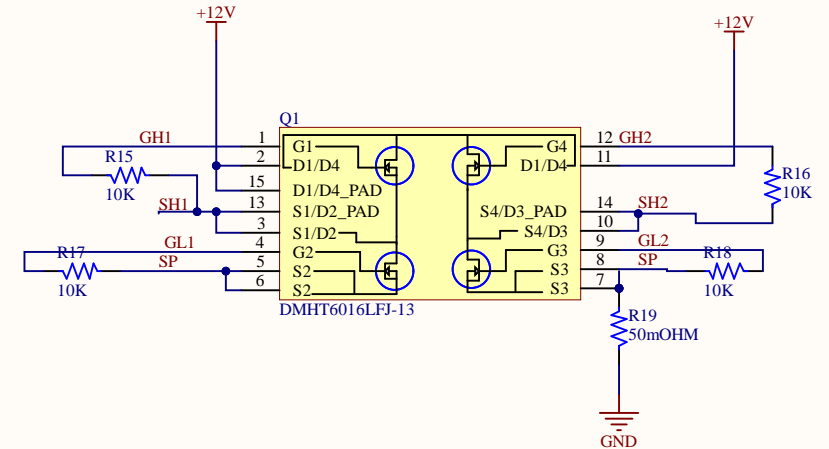 +12V
+12V
Q1
GH1
1
G1
G4
12
GH2
R15
2
D1/D4
D1/D4
11
R16
10K
15
D1/D4_PAD
10K
SH1
13
S1/D2_PAD
S4/D3_PAD
14
SH2
3
S1/D2
S4/D3
10
GL1
4
G2
G3
9
GL2
R17
SP
5
S2
S3
8
SP
R18
10K
6
S2
S3
7
10K
DMHT6016LFJ-13
R19
50mOHM
GND